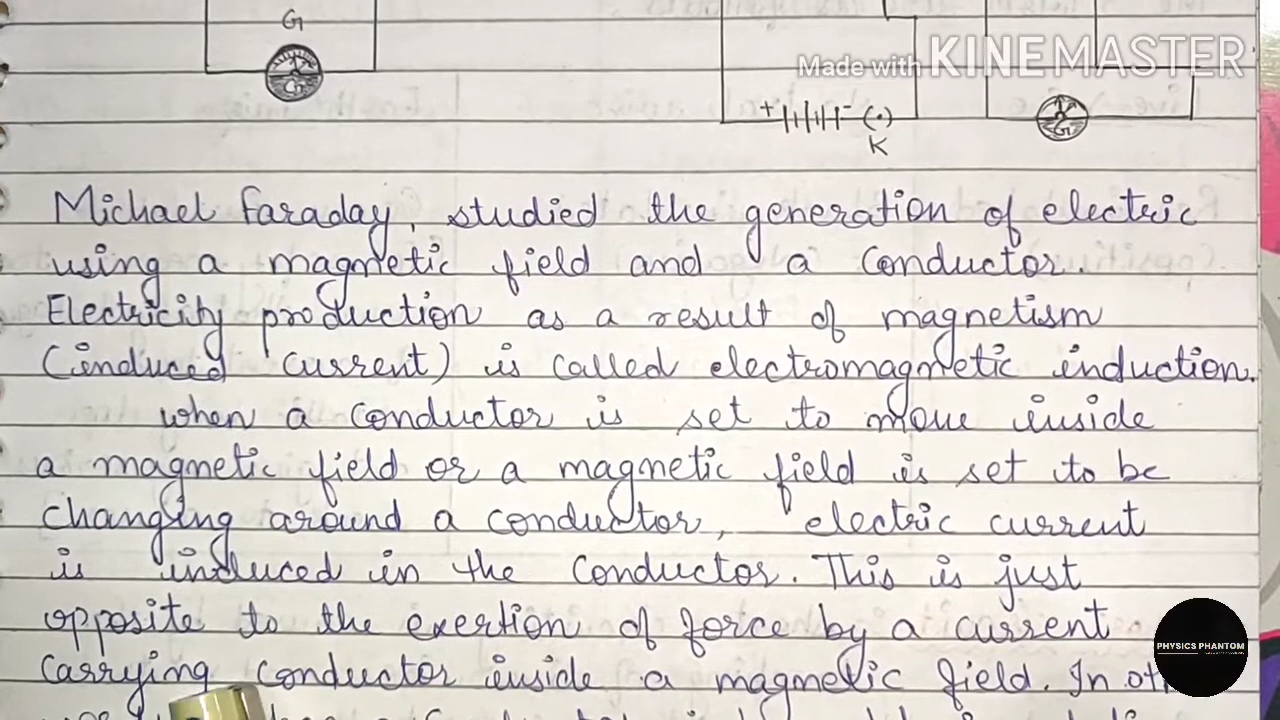 G
Made with KINEMASTER
+ -
(•)
K
G
Michael Faraday, studied the generation of electric
using a magnetic field and a conductor.
Electricity production as a result of magnetism
(induced current) is called electromagnetic induction.
when a conductor is set to move inside
a magnetic field or a magnetic field is set to be
changing around a conductor, electric current
is induced in the conductor. This is just
opposite to the exertion of force by a current
PHYSICS PHANTOM
carrying conductor inside a magnetic field. In